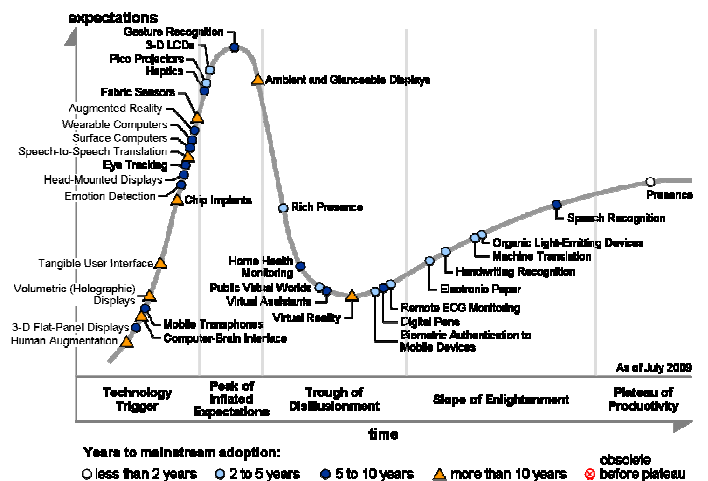 expectations
Gesture Recognition
3-D LCDs
Pico Projectors
Haptics
Ambient and Glanceable Displays
Fabric Sensors
Augmented Reality
Wearable Computers
Surface Computers
Speech-to-Speech Translation
Eye Tracking
Head-Mounted Displays
Emotion Detection
Chip Implants
Presence
Rich Presence
Speech Recognition
Organic Light-Emitting Devices
Machine Translation
Home Health
Monitoring
Tangible User Interface
Handwriting Recognition
Public Virtual Worlds
Electronic Paper
Volumetric (Holographic)
Displays
Virtual Assistants
Virtual Reality
Remote ECG Monitoring
Digital Pens
Biometric Authentication to
Mobile Devices
3-D Flat-Panel Displays
Mobile Transphones
Human Augmentation
Computer-Brain Interface
As of July 2009
Technology
Trigger
Peak of
Inflated
Expectations
Trough of
Disillusionment
Slope of Enlightenment
Plateau of
Productivity
time
Years to mainstream adoption:
less than 2 years
2 to 5 years
5 to 10 years
more than 10 years
obsolete
before plateau